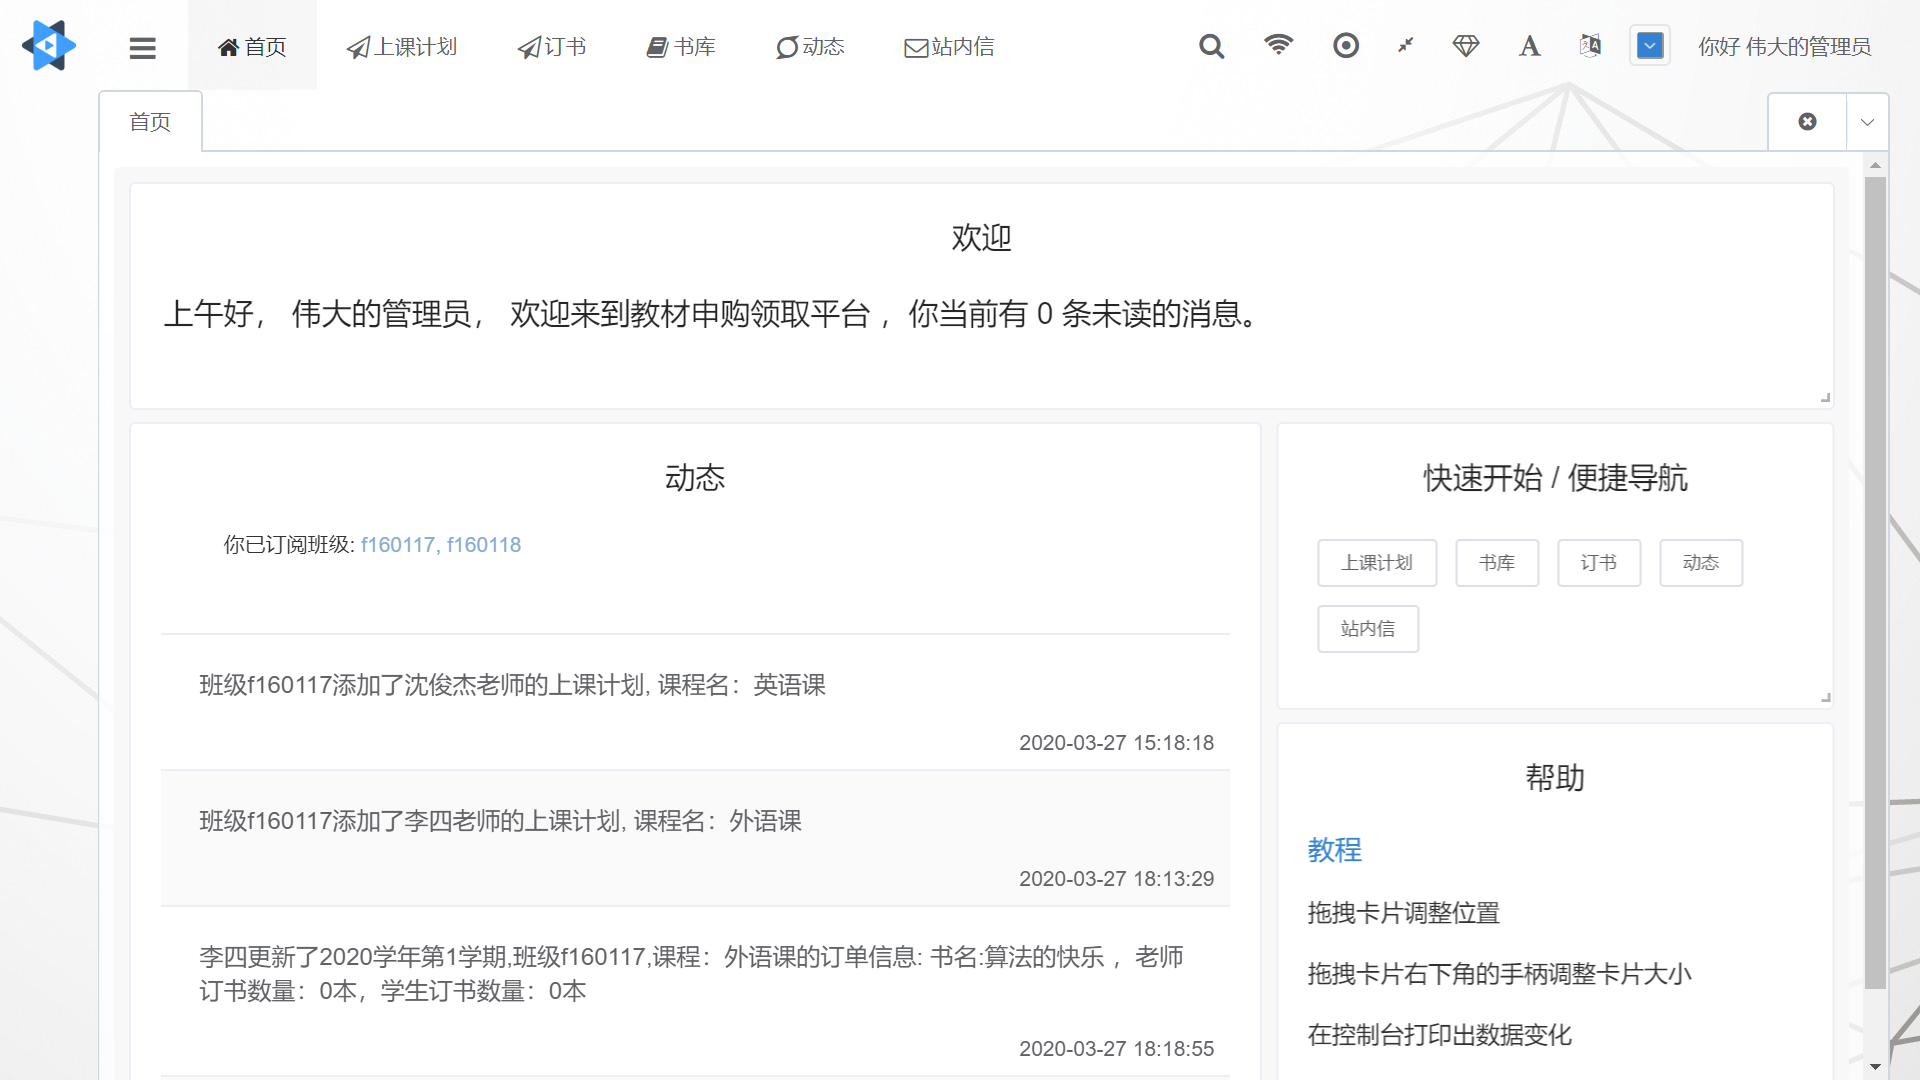 首页
上课计划
订书
书库
动态
站内信
你好 伟大的管理员
首页
欢迎
上午好， 伟大的管理员， 欢迎来到教材申购领取平台 ，你当前有 0 条未读的消息。
动态
你已订阅班级: f160117, f160118
班级f160117添加了沈俊杰老师的上课计划, 课程名：英语课
2020-03-27 15:18:18
班级f160117添加了李四老师的上课计划, 课程名：外语课
2020-03-27 18:13:29
李四更新了2020学年第1学期,班级f160117,课程：外语课的订单信息: 书名:算法的快乐 ，老师
订书数量：0本，学生订书数量：0本
2020-03-27 18:18:55
快速开始 / 便捷导航
上课计划
书库
订书
动态
站内信
帮助
教程
拖拽卡片调整位置
拖拽卡片右下角的手柄调整卡片大小
在控制台打印出数据变化